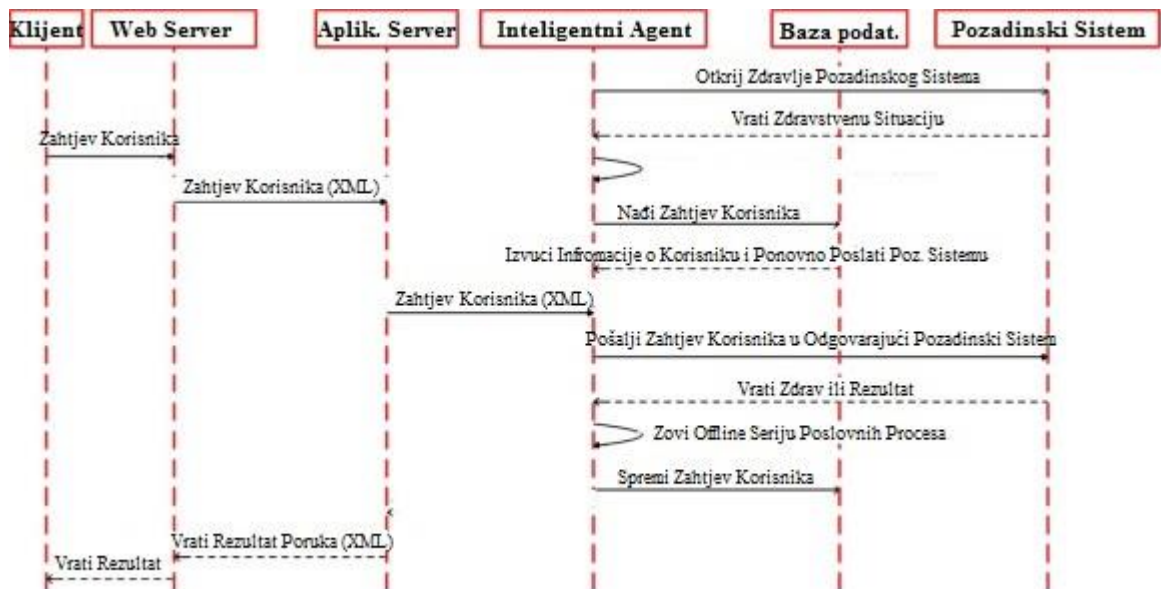 Klijent
Web Server
Aplik. Server
Inteligentni Agent
Baza podat.
Pozadinski Sistem
Otkrij Zdravlje Pozadinskog Sistema
Vrati Zdravstvenu Situaciju
Zahtjev Korisnika
Zahtjev Korisnika (XML)
Nađi Zahtjev Korisnika
Izvuci Infromacije o Korisniku i Ponovno Poslati Poz. Sistemu
Zahtjev Korisnika (XML)
Pošalji Zahtjev Korisnika u Odgovarajući Pozadinski Sistem
Vrati Zdrav ili Rezultat
Zovi Offline Seriju Poslovnih Procesa
Spremi Zahtjev Korisnika
Vrati Rezultat Poruka (XML)
Vrati Rezultat